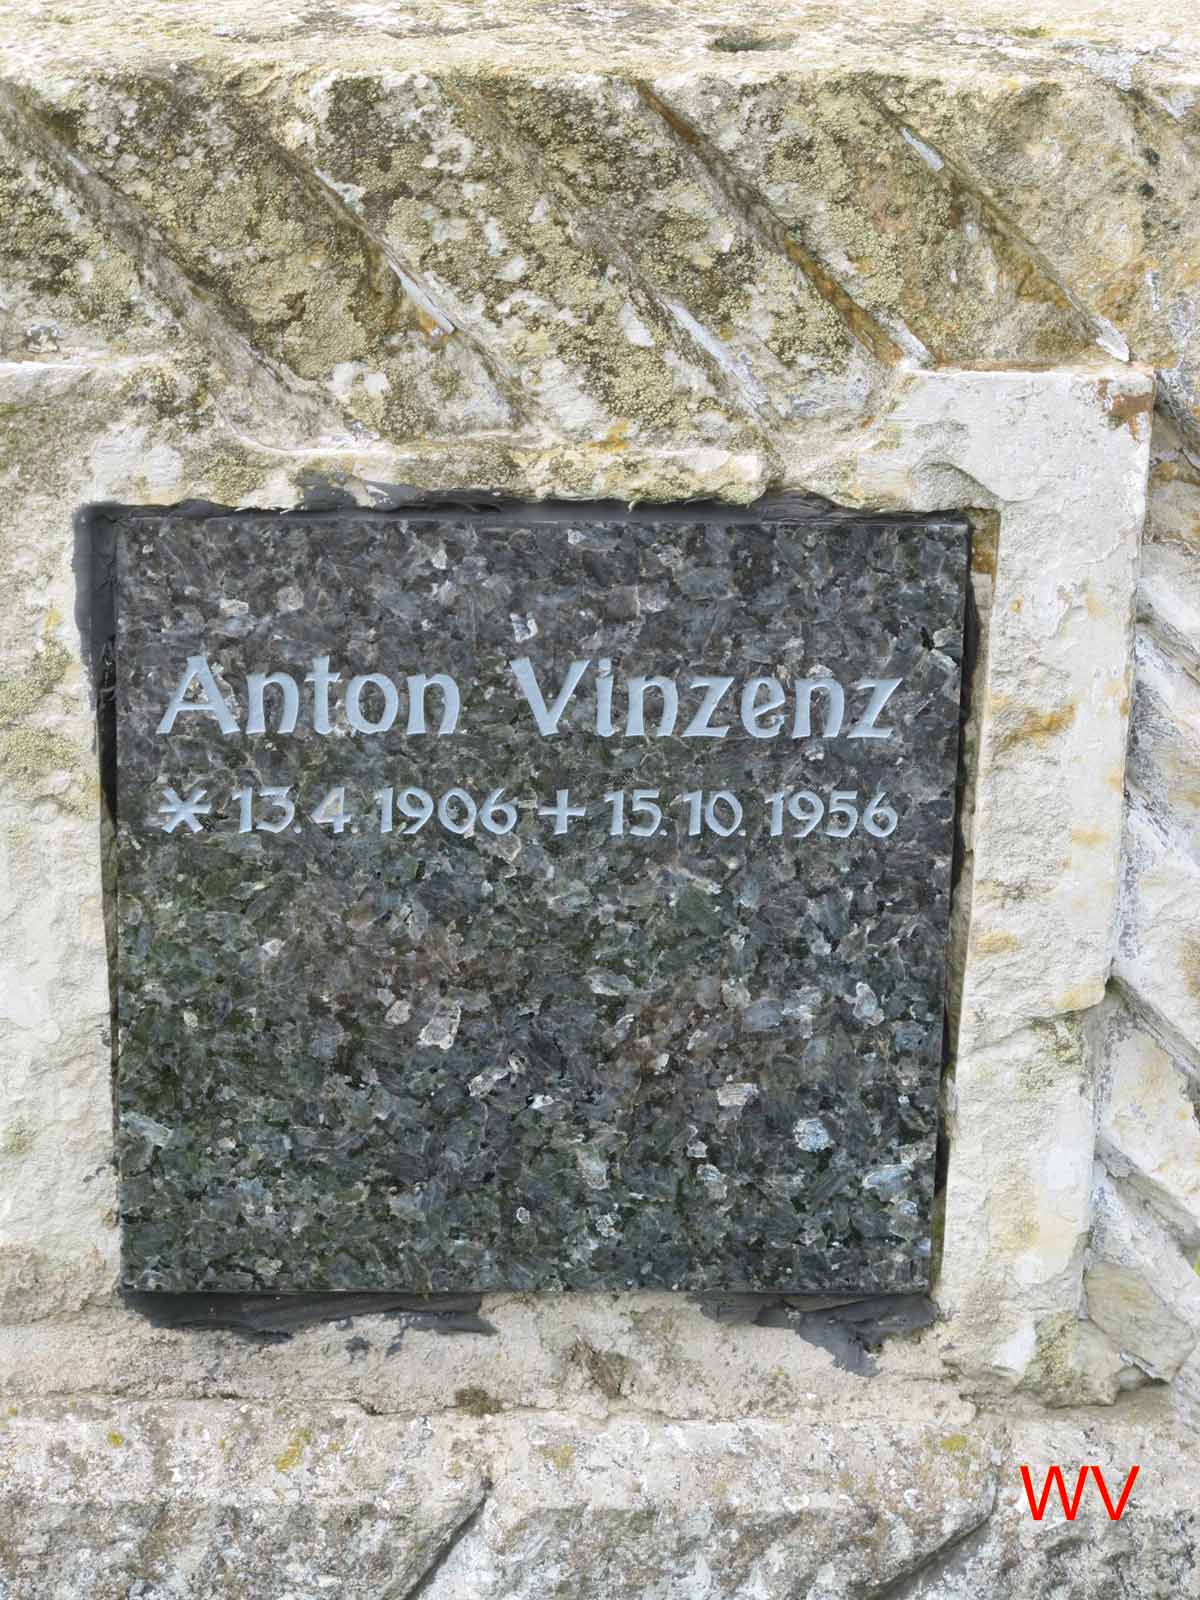 Anton Vinzenz
* 13. 4. 1906 + 15. 10. 1956
WV